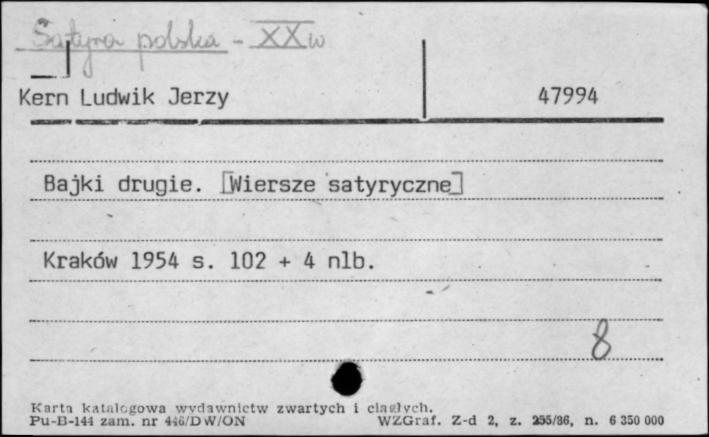 Satyra polska - XX w
Kern Ludwik Jerzy 47994
Bajki drugie. [Wiersze satyryczne]
Kraków 1954 s. 102 + 4 nlb.
8
Karta katalogowa wydawnictw zwartych i ciągłych.
Pu-B-144 zam. nr 446/DW/ON WZGraf. Z-d 2, z. 255/86, n. 6 350 000